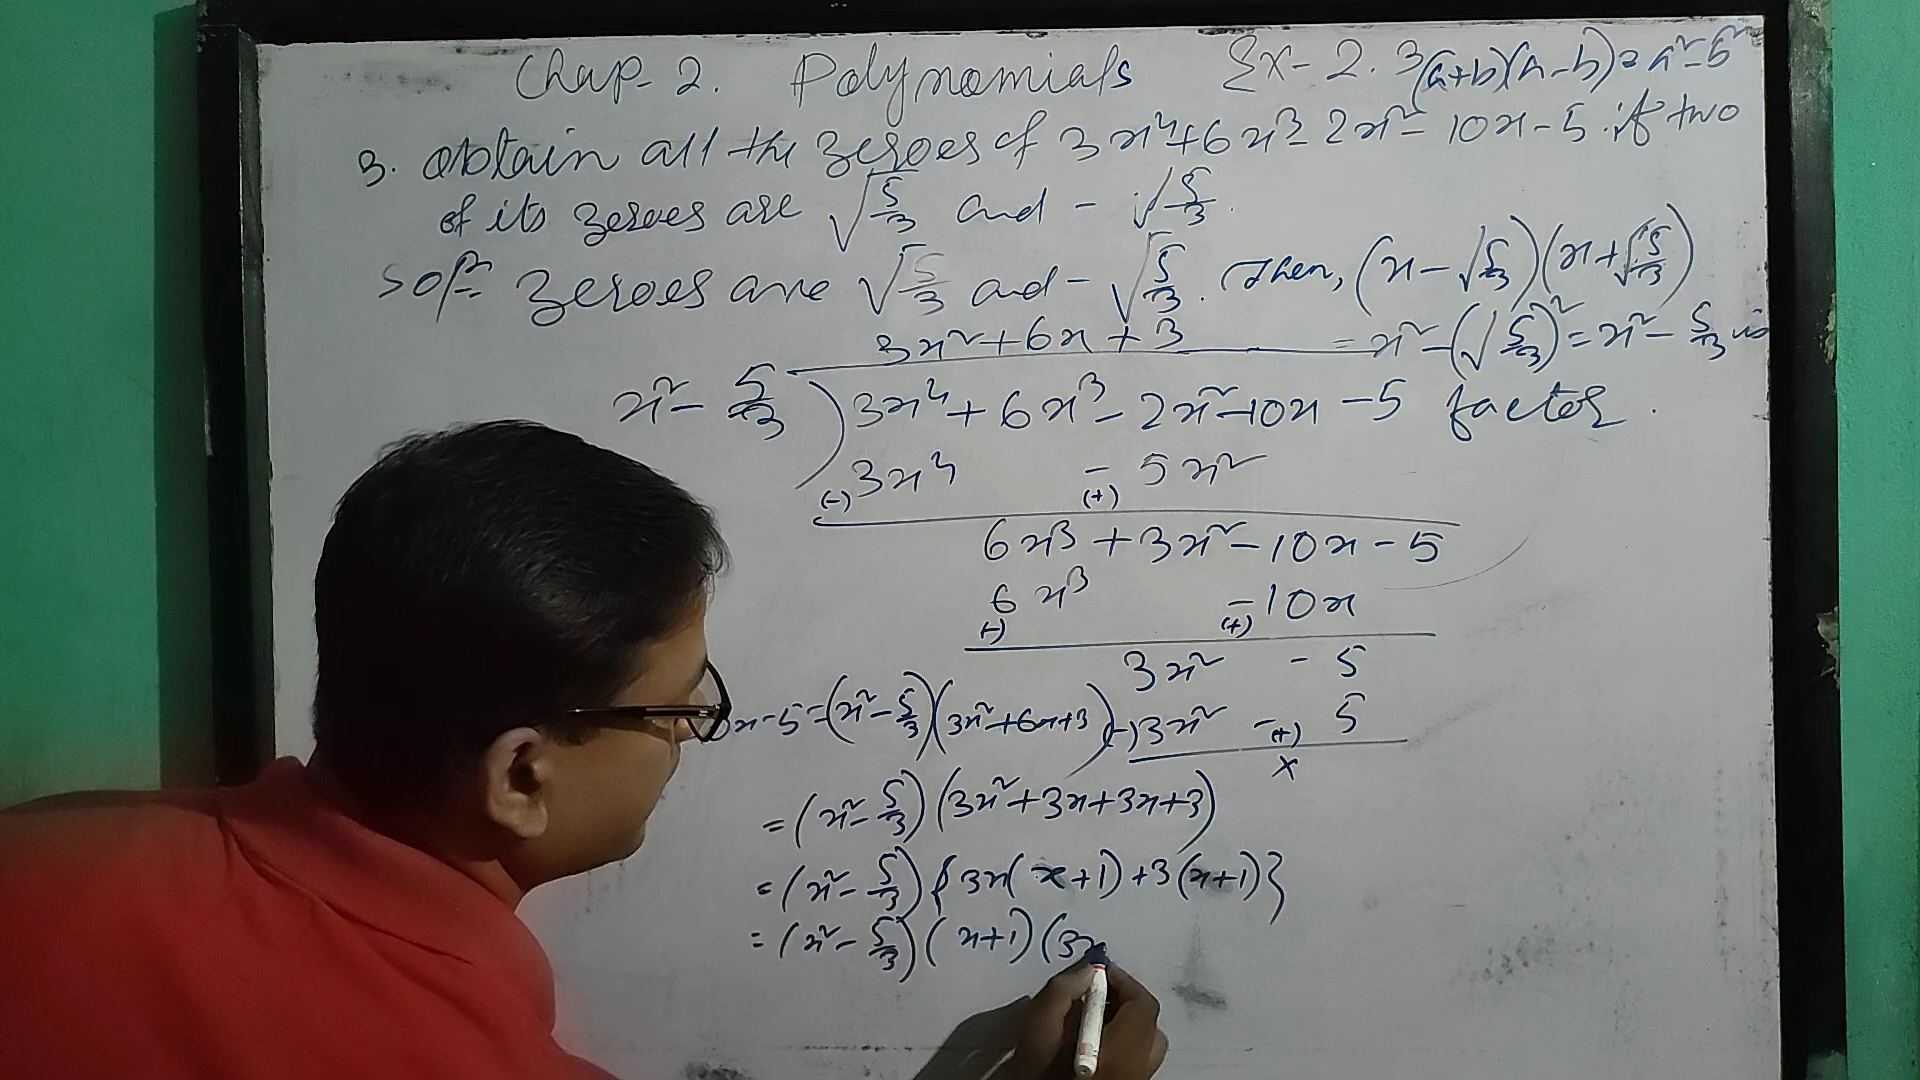 Chap-2. Polynomials Ex-2.3 (a+b)(a-b)=a²-b²
3. obtain all the zeroes of 3x⁴+6x³-2x²-10x-5. if two
of its zeroes are √5/3 and -√5/3.
Solⁿ:- zeroes are √5/3 and -√5/3. Then, (x-√5/3)(x+√5/3)
= x²-(√5/3)² = x²-5/3 is
factor.
3x²+6x+3
x²-5/3 ) 3x⁴+6x³-2x²-10x-5
(-) 3x⁴ - (+) 5x²
6x³+3x²-10x-5
(-) 6x³ - (+) 10x
3x² - 5
(-) 3x² - (+) 5
x
x-5=(x²-5/3)(3x²+6x+3)
=(x²-5/3)(3x²+3x+3x+3)
=(x²-5/3){3x(x+1)+3(x+1)}
=(x²-5/3)(x+1)(3x